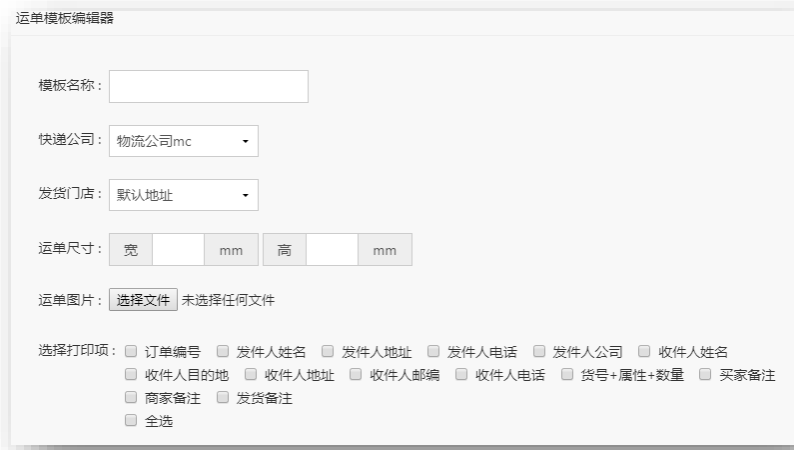 运单模板编辑器
模板名称：
快递公司： 物流公司mc
发货门店： 默认地址
运单尺寸： 宽 mm 高 mm
运单图片： 选择文件 未选择任何文件
选择打印项： 订单编号 发件人姓名 发件人地址 发件人电话 发件人公司 收件人姓名
收件人目的地 收件人地址 收件人邮编 收件人电话 货号+属性+数量 买家备注
商家备注 发货备注
全选